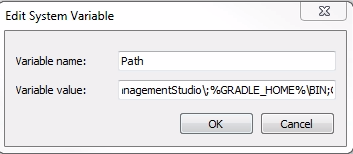 Edit System Variable
Variable name: Path
Variable value: nagementStudio\;%GRADLE_HOME%\BIN;
OK Cancel